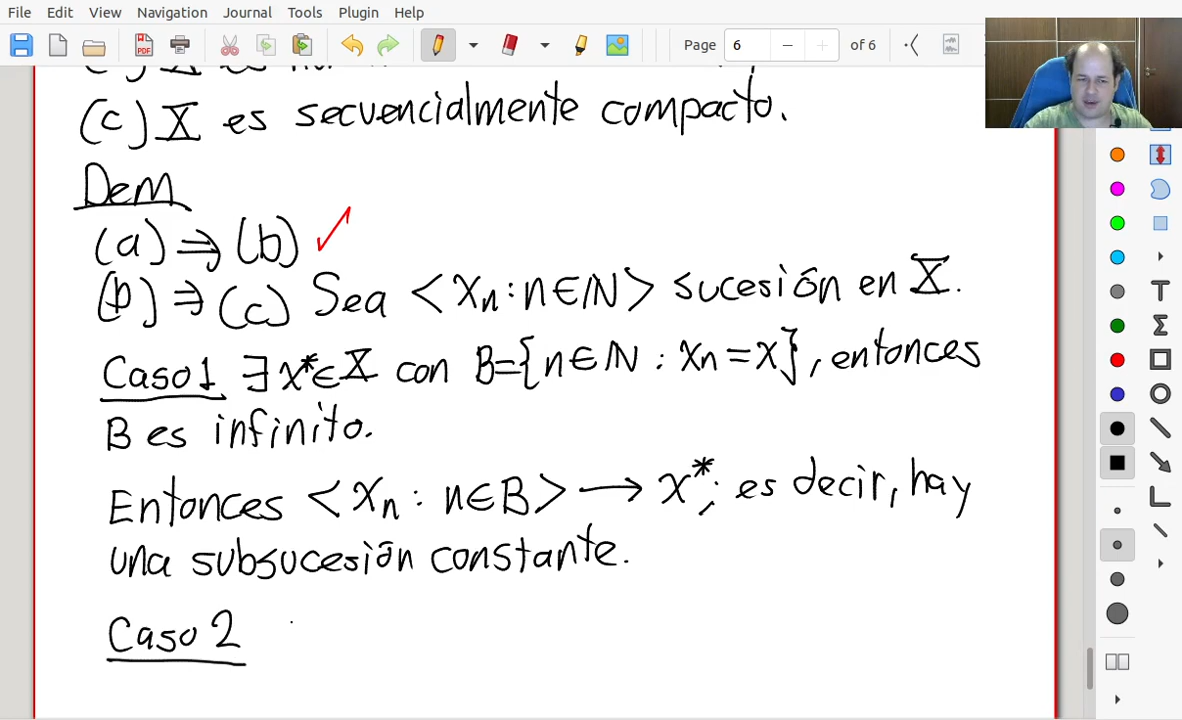 File Edit View Navigation Journal Tools Plugin Help
Page 6 of 6
(c) X es secuencialmente compacto.
Dem
(a) ⇒ (b) ✓
(b) ⇒ (c) Sea <xn : n∈ℕ> sucesión en X.
Caso 1 ∃ x*∈X con B={n∈ℕ : xn = x}, entonces
B es infinito.
Entonces <xn : n∈B> → x*; es decir, hay
una subsucesión constante.
Caso 2